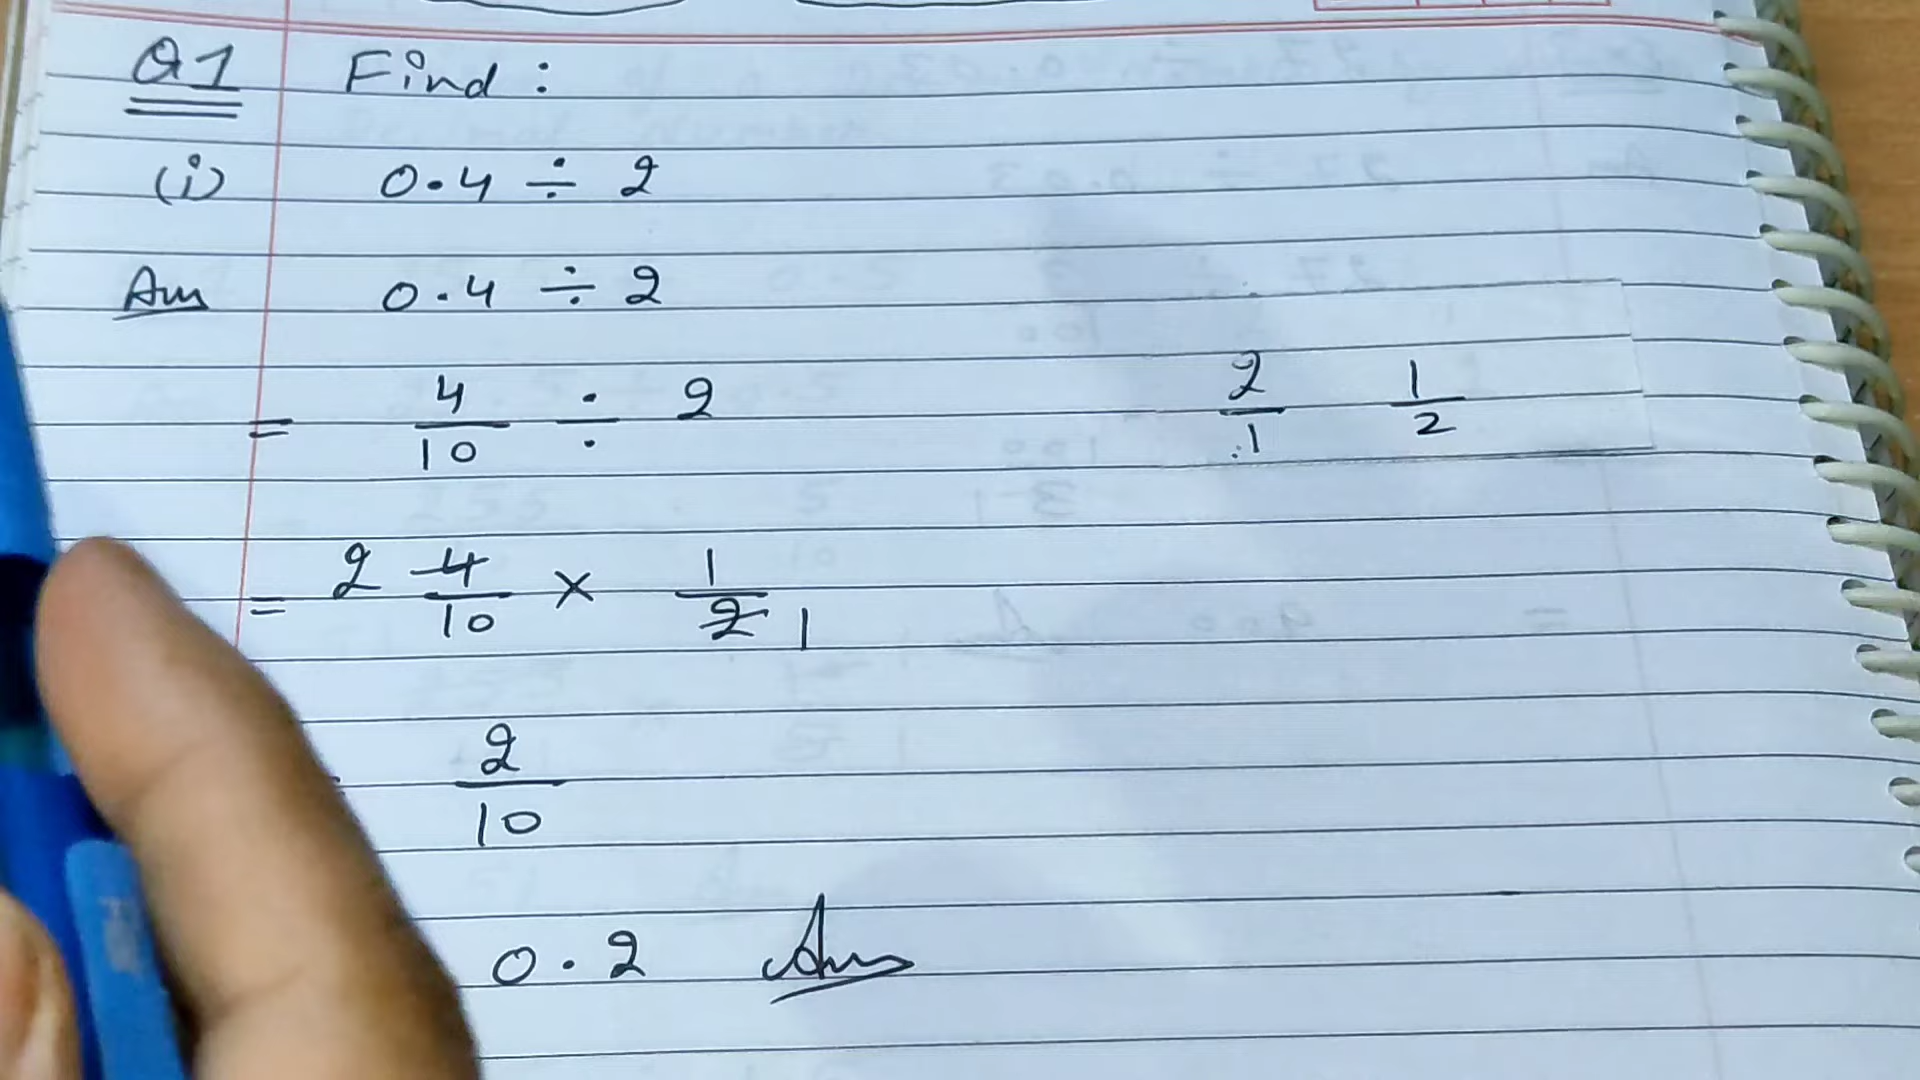 Q1 Find :
(i) 0.4 ÷ 2
Ans 0.4 ÷ 2
= 4/10 ÷ 2 2/1 1/2
= 2 4/10 × 1/2 1
2/10
0.2 Ans